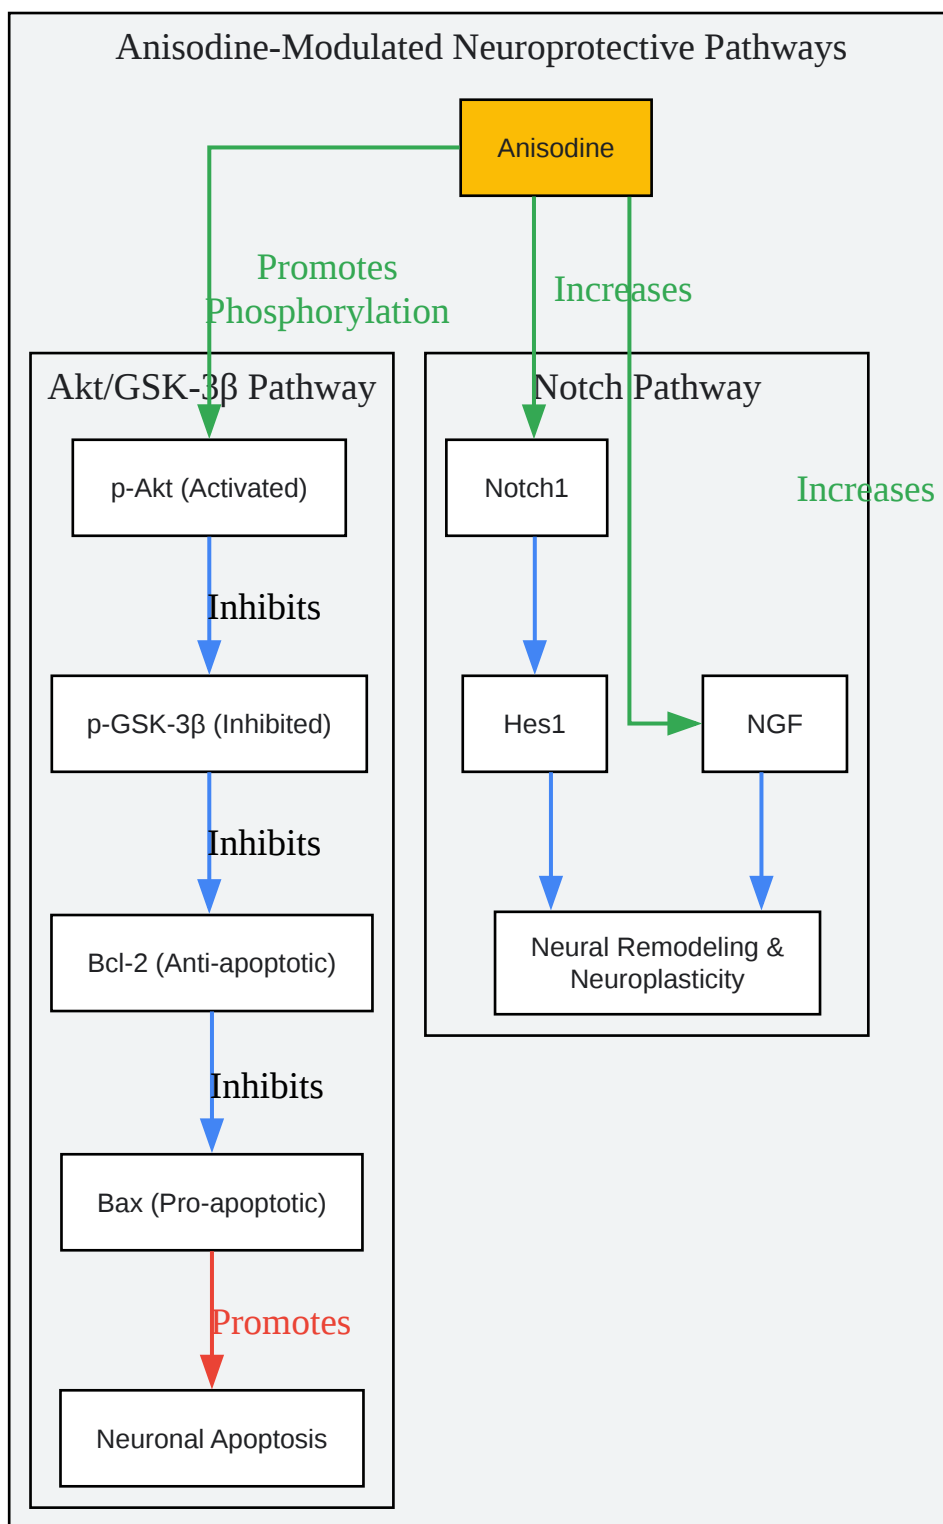 Anisodine-Modulated Neuroprotective Pathways
Anisodine
Promotes
Phosphorylation
Increases
Akt/GSK-3β Pathway
Notch Pathway
p-Akt (Activated)
Notch1
Increases
Inhibits
p-GSK-3β (Inhibited)
Hes1
NGF
Inhibits
Bcl-2 (Anti-apoptotic)
Neural Remodeling &
Neuroplasticity
Inhibits
Bax (Pro-apoptotic)
Promotes
Neuronal Apoptosis